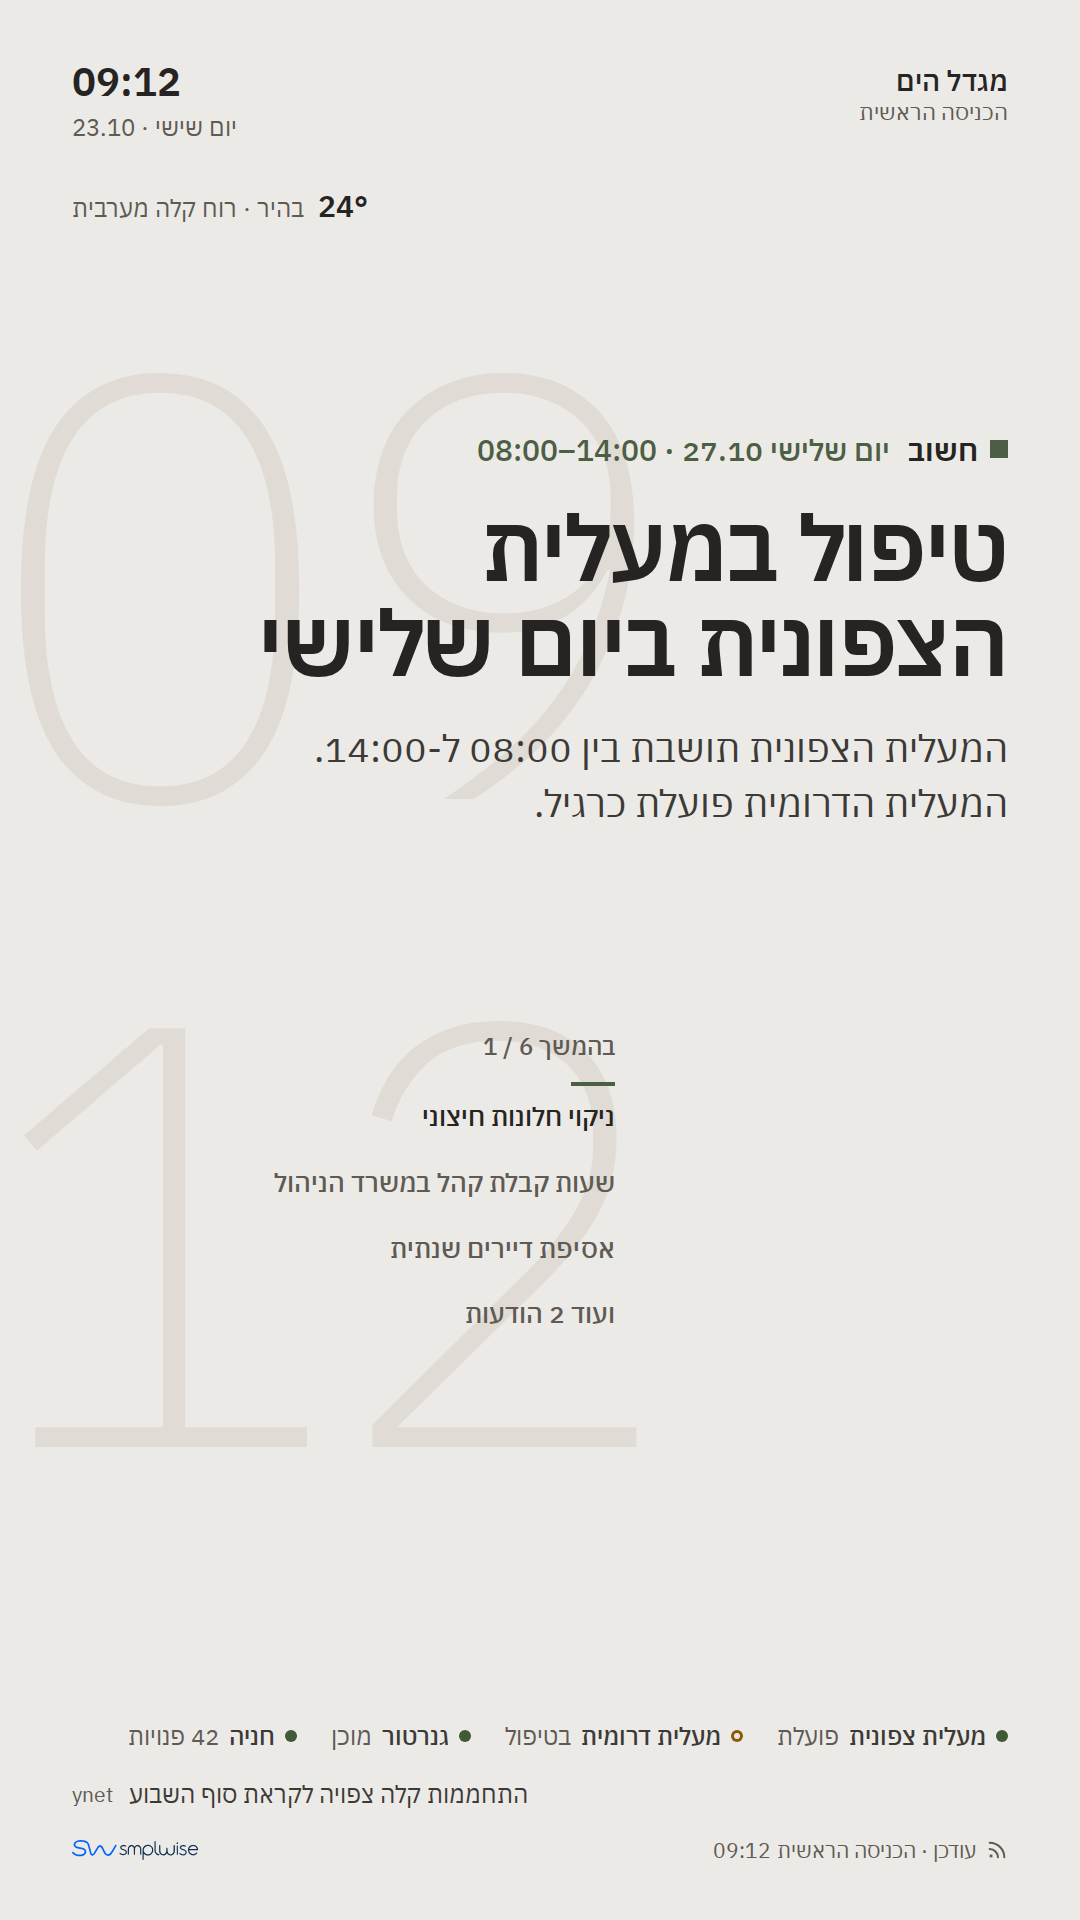 מגדל הים
הכניסה הראשית
09:12
יום שישי · 23.10
24° בהיר · רוח קלה מערבית
09
חשוב יום שלישי 27.10 · 08:00–14:00
טיפול במעלית
הצפונית ביום שלישי
המעלית הצפונית תושבת בין 08:00 ל-14:00.
המעלית הדרומית פועלת כרגיל.
12
בהמשך 6 / 1
ניקוי חלונות חיצוני
שעות קבלת קהל במשרד הניהול
אסיפת דיירים שנתית
ועוד 2 הודעות
מעלית צפונית פועלת מעלית דרומית בטיפול גנרטור מוכן חניה 42 פנויות
התחממות קלה צפויה לקראת סוף השבוע ynet
עודכן · הכניסה הראשית 09:12
SW smplwise